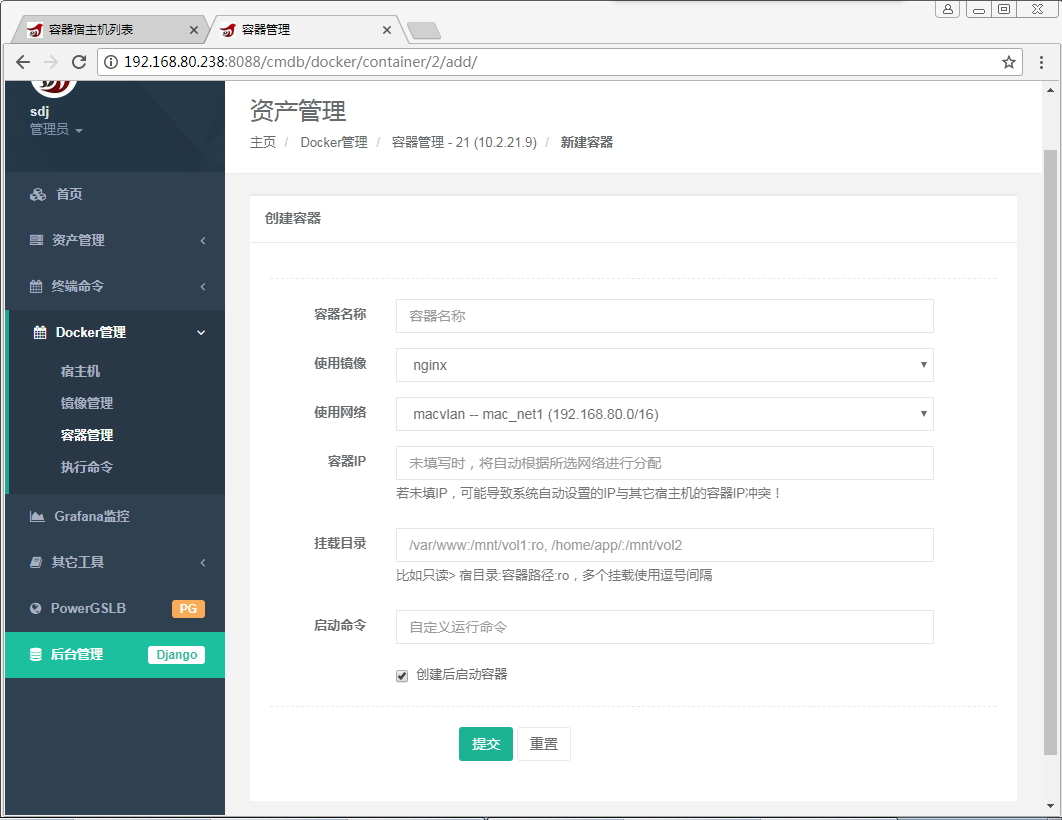 容器宿主机列表
容器管理
192.168.80.238:8088/cmdb/docker/container/2/add/
sdj
管理员
首页
资产管理
终端命令
Docker管理
宿主机
镜像管理
容器管理
执行命令
Grafana监控
其它工具
PowerGSLB PG
后台管理 Django
资产管理
主页 / Docker管理 / 容器管理 - 21 (10.2.21.9) / 新建容器
创建容器
容器名称 容器名称
使用镜像 nginx
使用网络 macvlan -- mac_net1 (192.168.80.0/16)
容器IP 未填写时，将自动根据所选网络进行分配
若未填IP，可能导致系统自动设置的IP与其它宿主机的容器IP冲突！
挂载目录 /var/www:/mnt/vol1:ro, /home/app/:/mnt/vol2
比如只读> 宿目录:容器路径:ro，多个挂载使用逗号间隔
启动命令 自定义运行命令
创建后启动容器
提交 重置